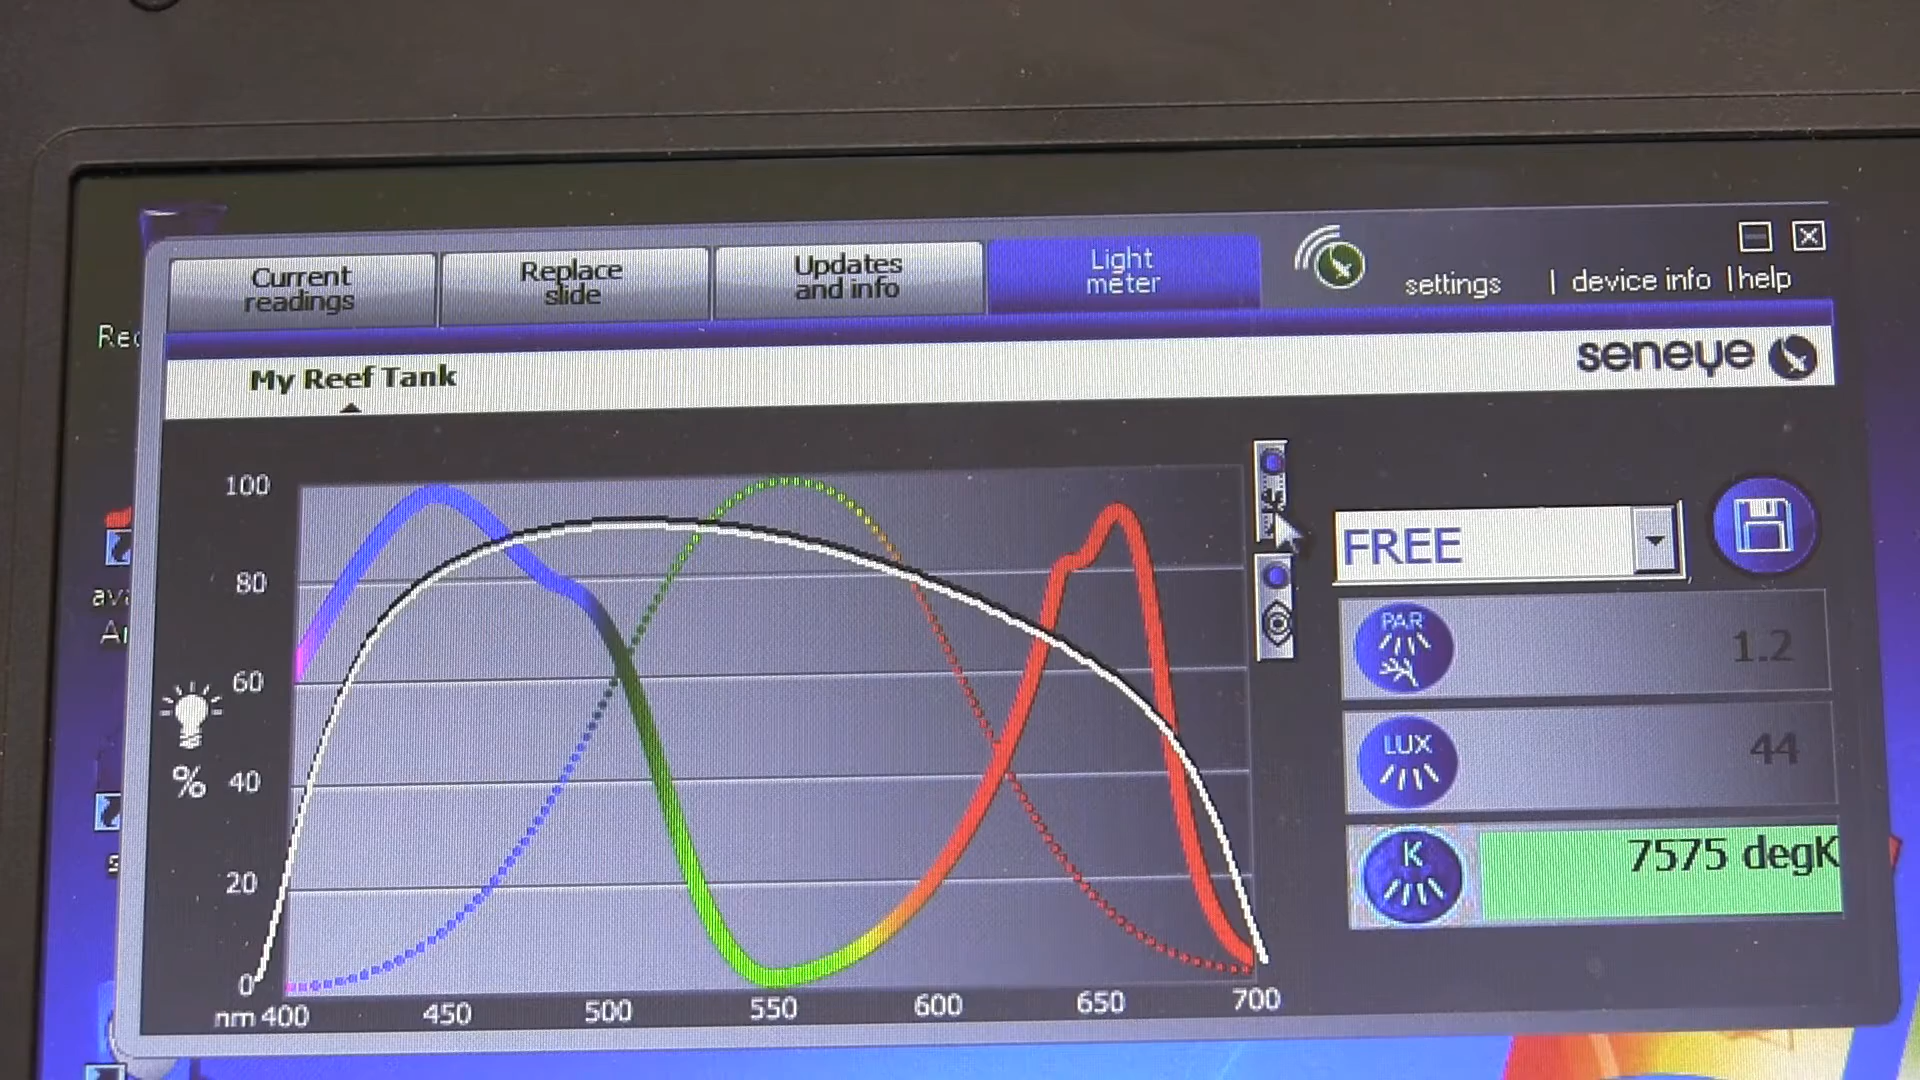 Current
readings
Replace
slide
Updates
and info
Light
meter
settings | device info | help
My Reef Tank
seneye
100
80
60
40
20
0
%
nm 400 450 500 550 600 650 700
FREE
PAR
1.2
LUX
44
K
7575 degK